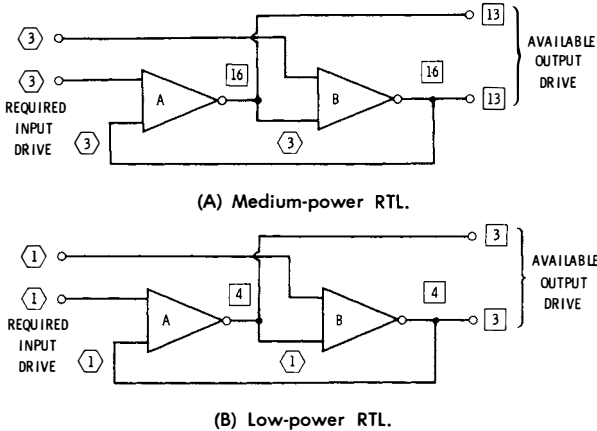 3
13
AVAILABLE
OUTPUT
DRIVE
3
A
16
B
16
13
REQUIRED
INPUT
DRIVE
3
3
(A) Medium-power RTL.
1
3
AVAILABLE
OUTPUT
DRIVE
1
A
4
B
4
3
REQUIRED
INPUT
DRIVE
1
1
(B) Low-power RTL.